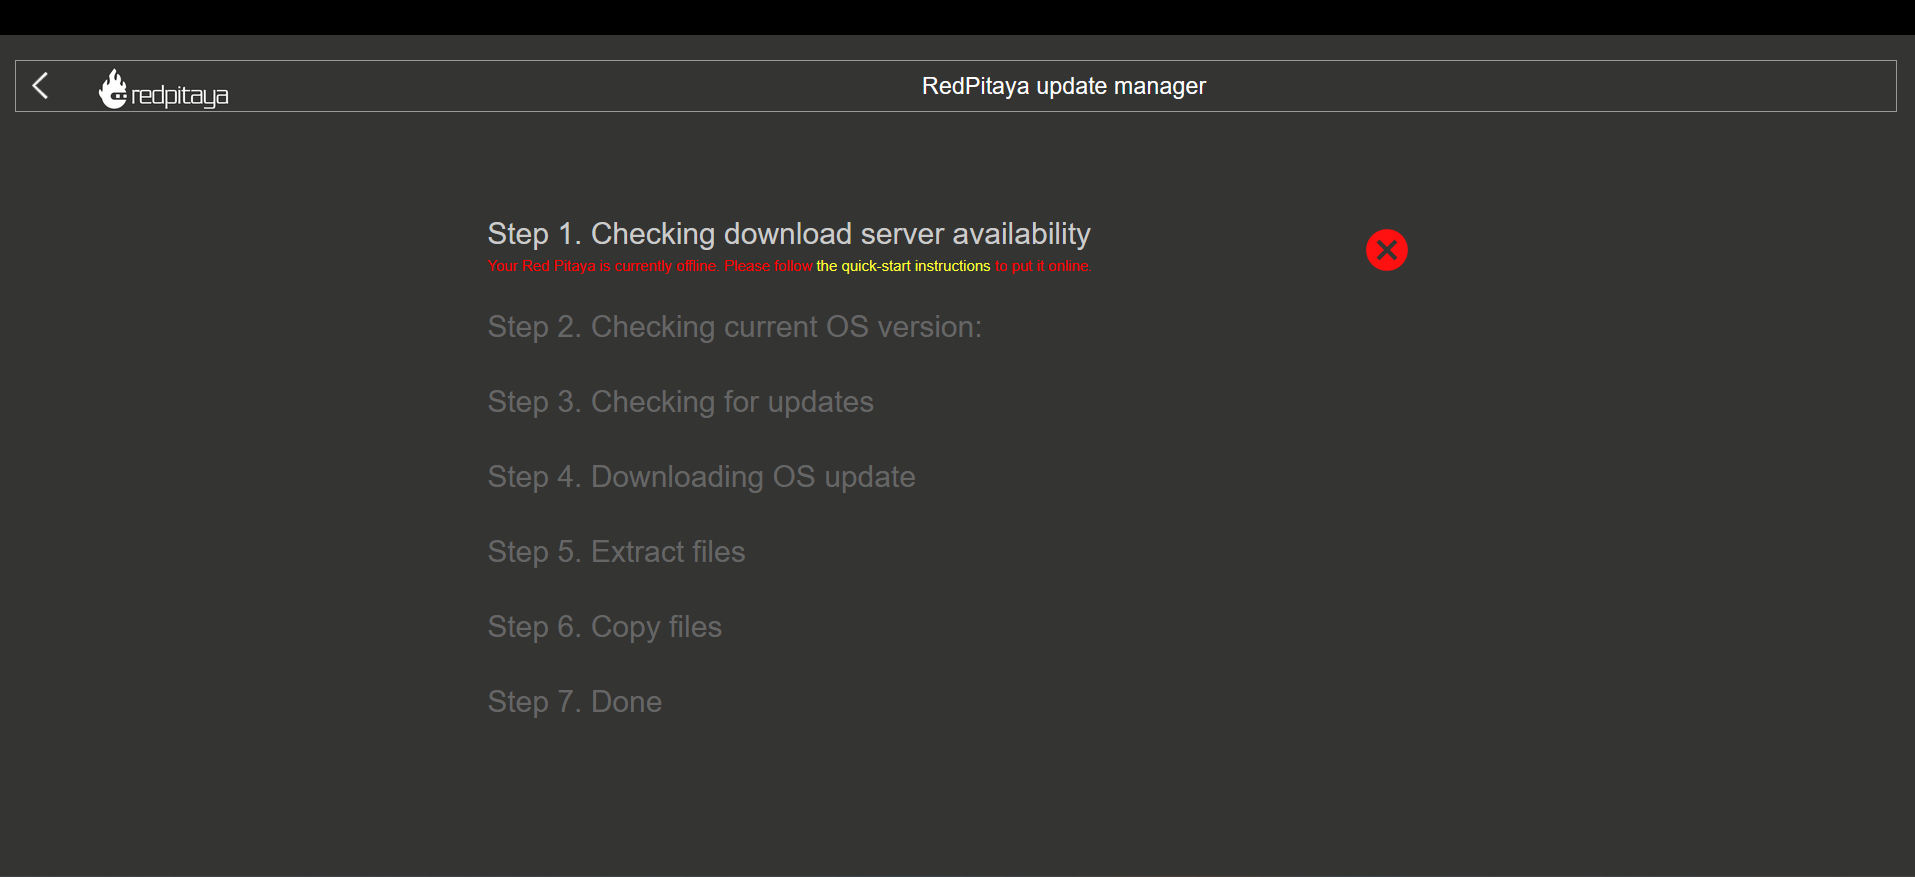 redpitaya
RedPitaya update manager
Step 1. Checking download server availability
Your Red Pitaya is currently offline. Please follow the quick-start instructions to put it online.
Step 2. Checking current OS version:
Step 3. Checking for updates
Step 4. Downloading OS update
Step 5. Extract files
Step 6. Copy files
Step 7. Done